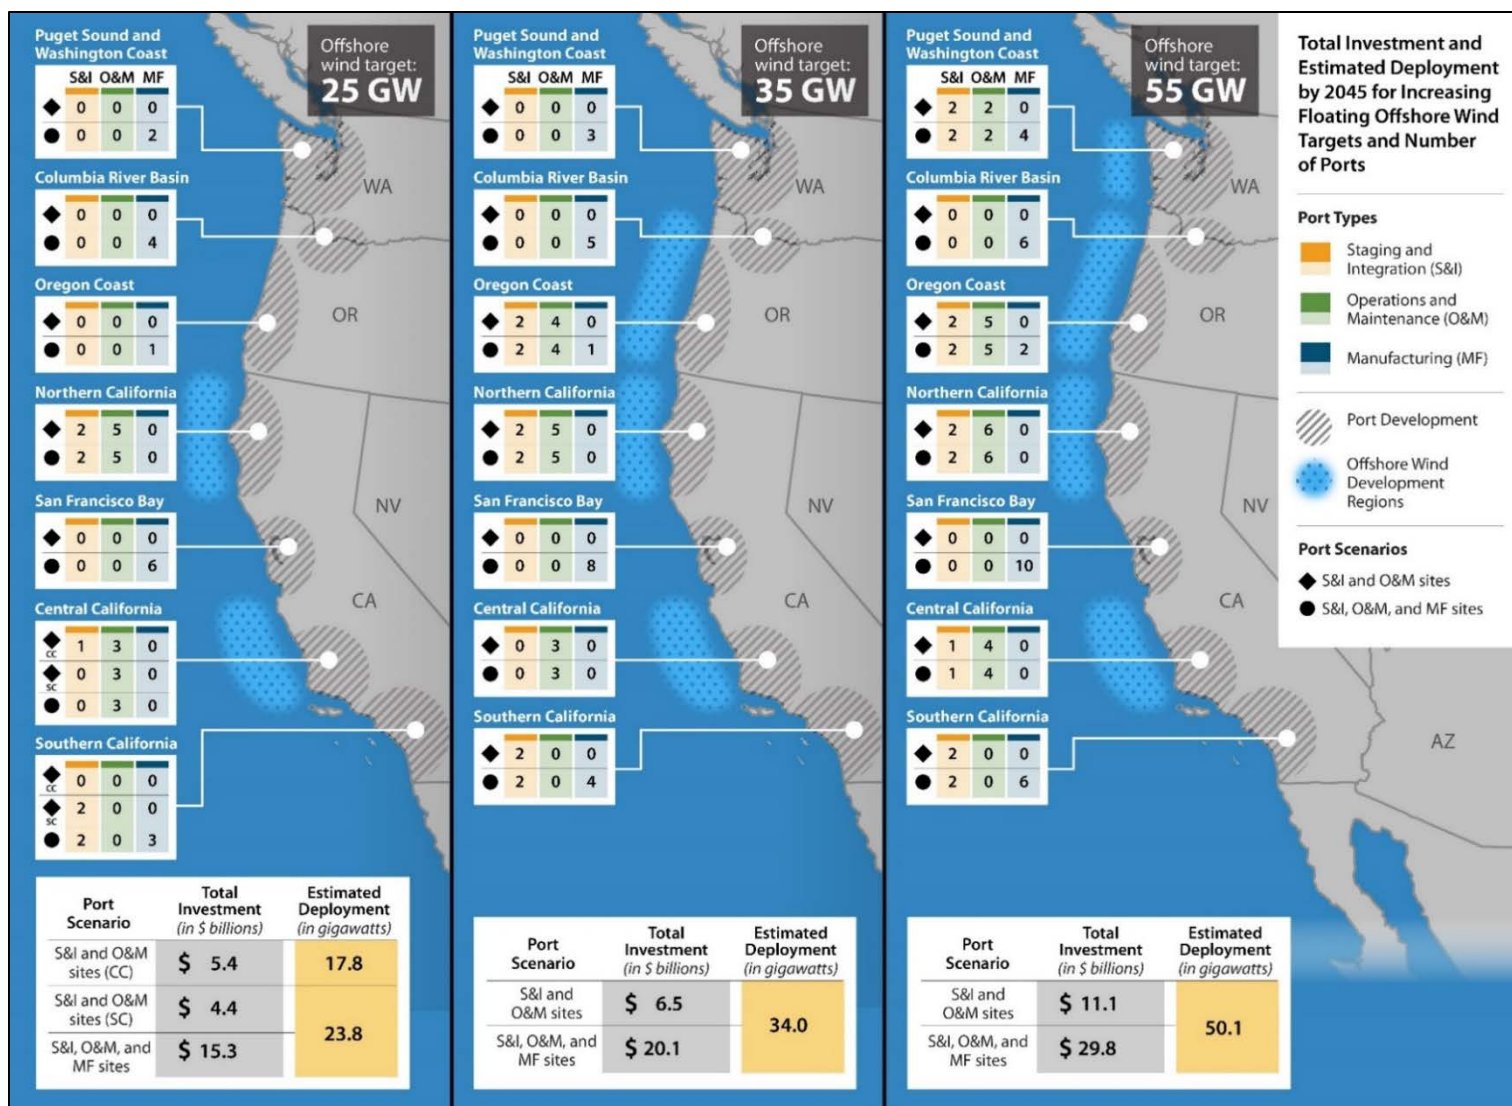 Puget Sound and
Washington Coast
S&I O&M MF
◆ 0 0 0
● 0 0 2
Columbia River Basin
◆ 0 0 0
● 0 0 4
Oregon Coast
◆ 0 0 0
● 0 0 1
Northern California
◆ 2 5 0
● 2 5 0
San Francisco Bay
◆ 0 0 0
● 0 0 6
Central California
◆ CC 1 3 0
◆ SC 0 3 0
● 0 3 0
Southern California
◆ CC 0 0 0
◆ SC 2 0 0
● 2 0 3
Offshore
wind target:
25 GW
WA
OR
NV
CA
Port
Scenario
Total
Investment
(in $ billions)
Estimated
Deployment
(in gigawatts)
S&I and O&M
sites (CC)
$ 5.4
17.8
S&I and O&M
sites (SC)
$ 4.4
23.8
S&I, O&M, and
MF sites
$ 15.3
Puget Sound and
Washington Coast
S&I O&M MF
◆ 0 0 0
● 0 0 3
Columbia River Basin
◆ 0 0 0
● 0 0 5
Oregon Coast
◆ 2 4 0
● 2 4 1
Northern California
◆ 2 5 0
● 2 5 0
San Francisco Bay
◆ 0 0 0
● 0 0 8
Central California
◆ 0 3 0
● 0 3 0
Southern California
◆ 2 0 0
● 2 0 4
Offshore
wind target:
35 GW
WA
OR
NV
CA
Port
Scenario
Total
Investment
(in $ billions)
Estimated
Deployment
(in gigawatts)
S&I and
O&M sites
$ 6.5
34.0
S&I, O&M, and
MF sites
$ 20.1
Puget Sound and
Washington Coast
S&I O&M MF
◆ 2 2 0
● 2 2 4
Columbia River Basin
◆ 0 0 0
● 0 0 6
Oregon Coast
◆ 2 5 0
● 2 5 2
Northern California
◆ 2 6 0
● 2 6 0
San Francisco Bay
◆ 0 0 0
● 0 0 10
Central California
◆ 1 4 0
● 1 4 0
Southern California
◆ 2 0 0
● 2 0 6
Offshore
wind target:
55 GW
WA
OR
NV
CA
AZ
Port
Scenario
Total
Investment
(in $ billions)
Estimated
Deployment
(in gigawatts)
S&I and
O&M sites
$ 11.1
50.1
S&I, O&M, and
MF sites
$ 29.8
Total Investment and
Estimated Deployment
by 2045 for Increasing
Floating Offshore Wind
Targets and Number
of Ports
Port Types
Staging and
Integration (S&I)
Operations and
Maintenance (O&M)
Manufacturing (MF)
Port Development
Offshore Wind
Development
Regions
Port Scenarios
◆ S&I and O&M sites
● S&I, O&M, and MF sites